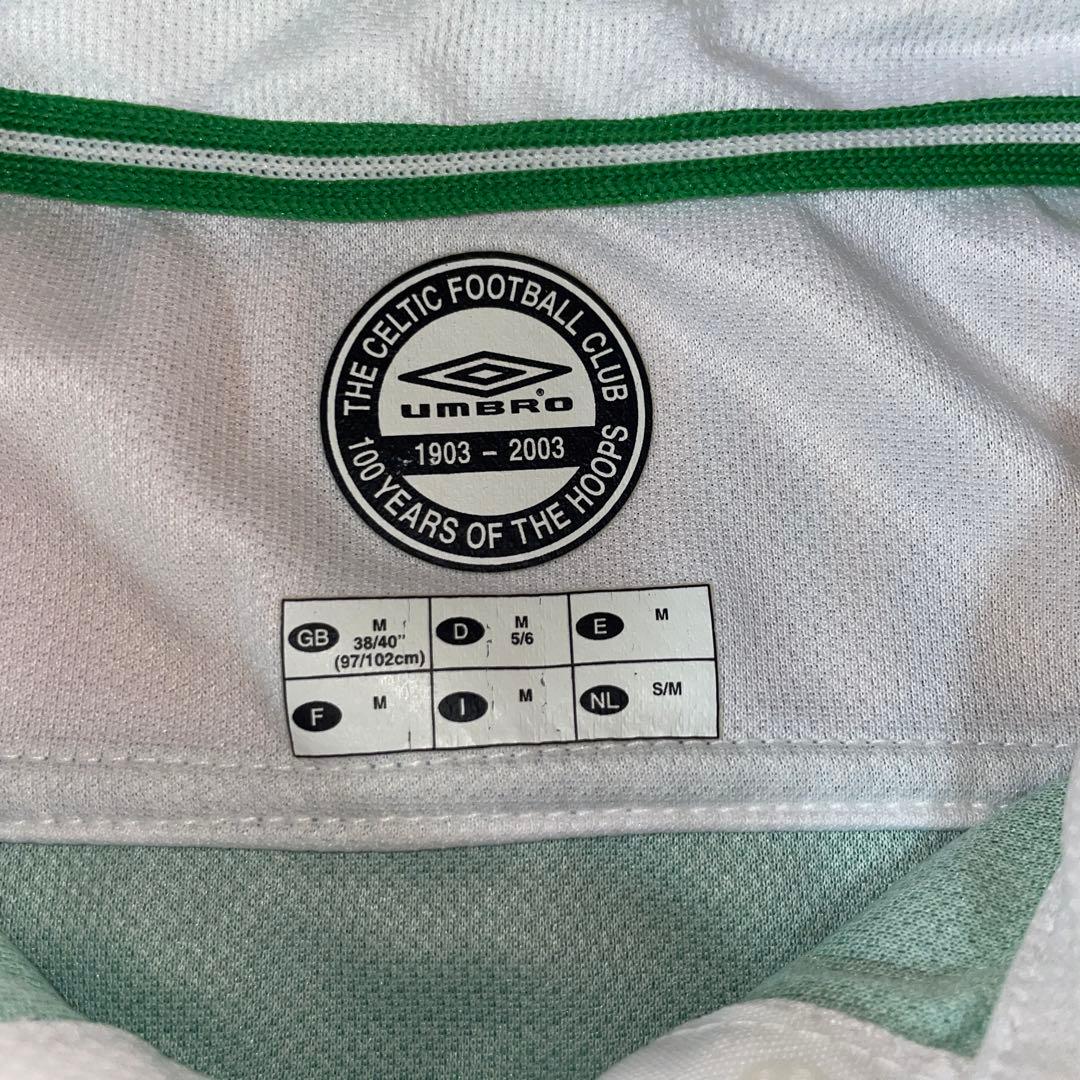 THE CELTIC FOOTBALL CLUB
UMBRO®
1903 - 2003
100 YEARS OF THE HOOPS
GB M 38/40" (97/102cm)
D M 5/6
E M
F M
I M
NL S/M